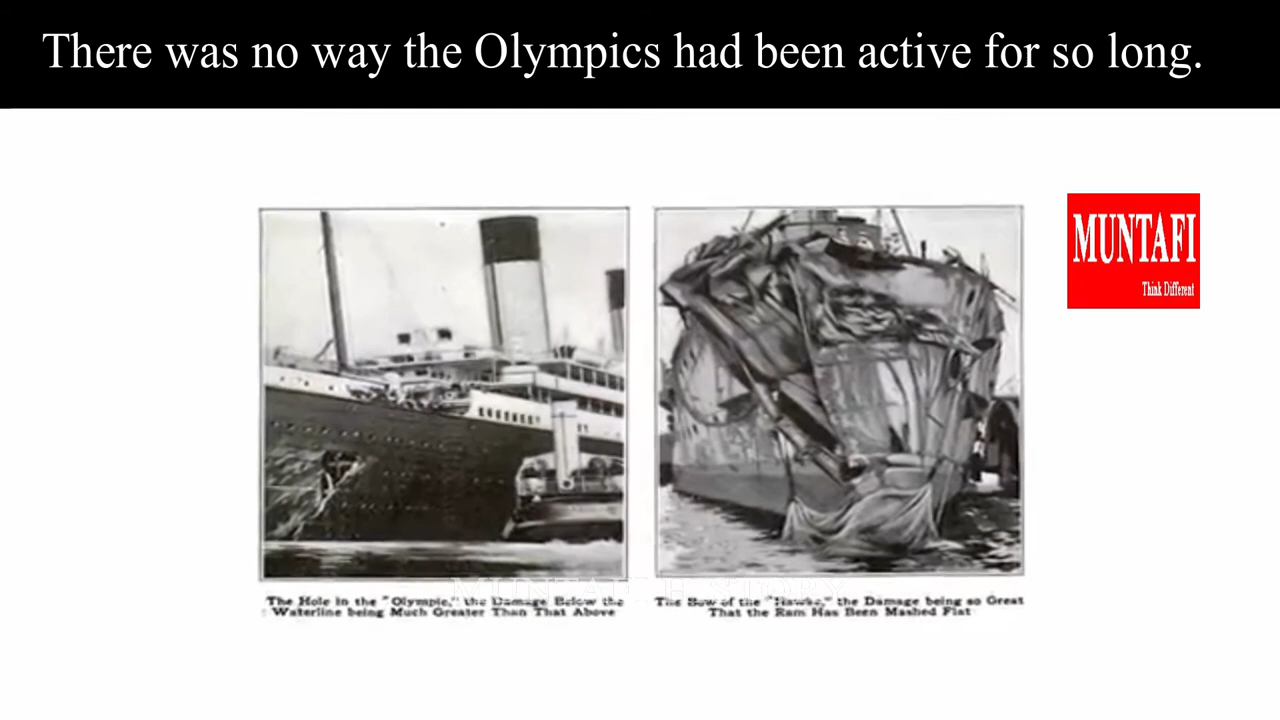 There was no way the Olympics had been active for so long.
MUNTAFI
Think Different
The Hole in the "Olympic," the Damage Below the
Waterline being Much Greater Than That Above
The Bow of the "Hawke," the Damage being so Great
That the Ram Has Been Mashed Flat
MUNTAFI H STORY